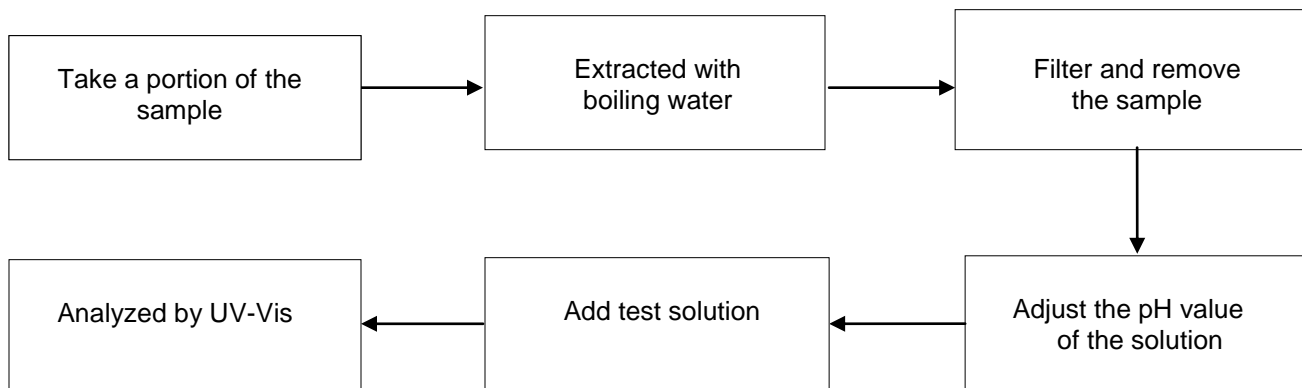 Take a portion of the
sample
Extracted with
boiling water
Filter and remove
the sample
Adjust the pH value
of the solution
Add test solution
Analyzed by UV-Vis